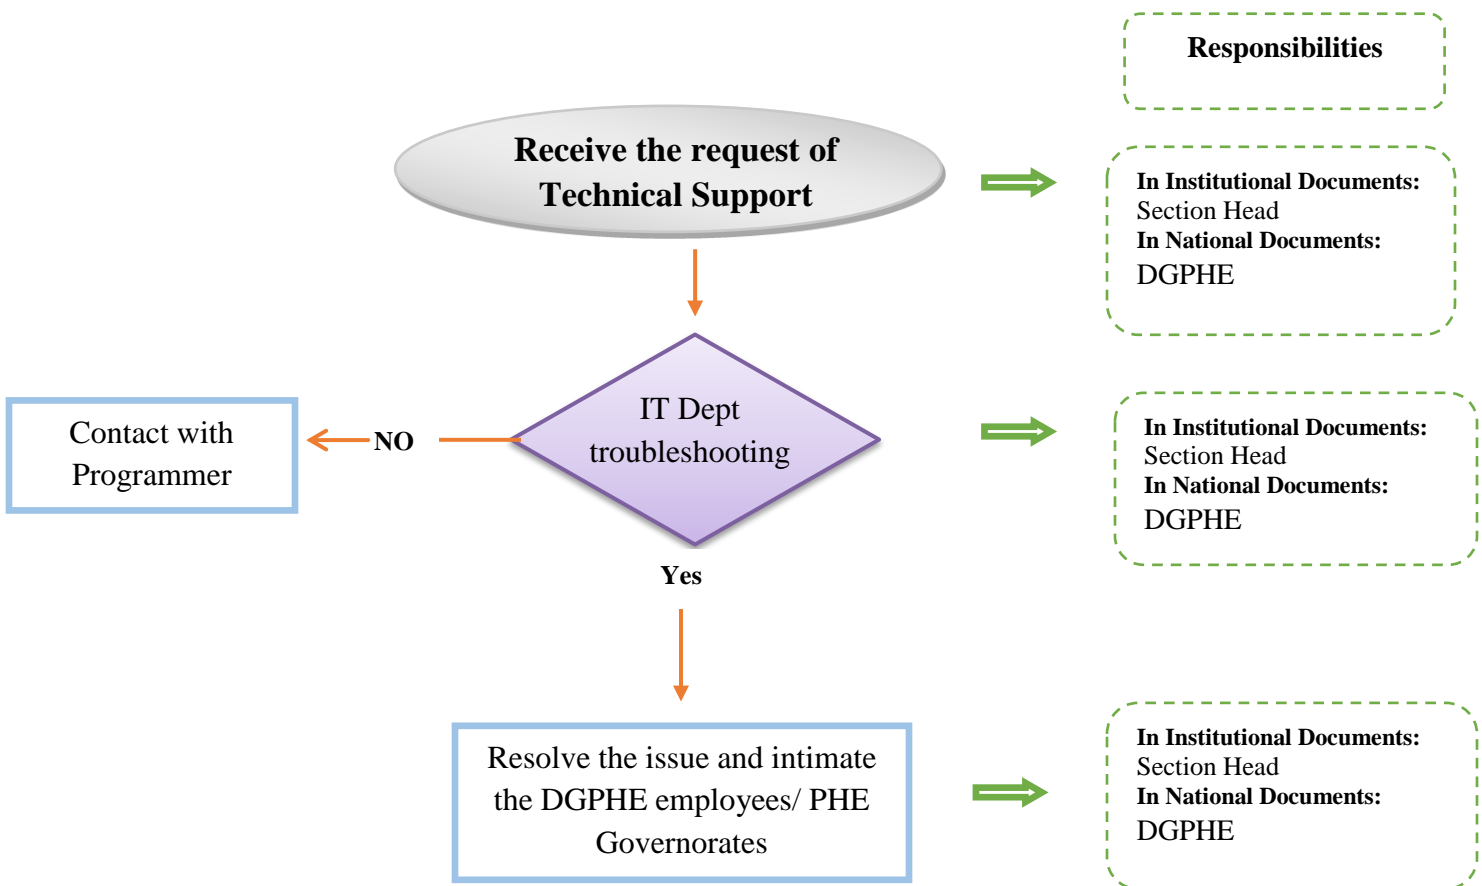 Responsibilities
Receive the request of
Technical Support
In Institutional Documents:
Section Head
In National Documents:
DGPHE
IT Dept
troubleshooting
NO
Contact with
Programmer
In Institutional Documents:
Section Head
In National Documents:
DGPHE
Yes
Resolve the issue and intimate
the DGPHE employees/ PHE
Governorates
In Institutional Documents:
Section Head
In National Documents:
DGPHE